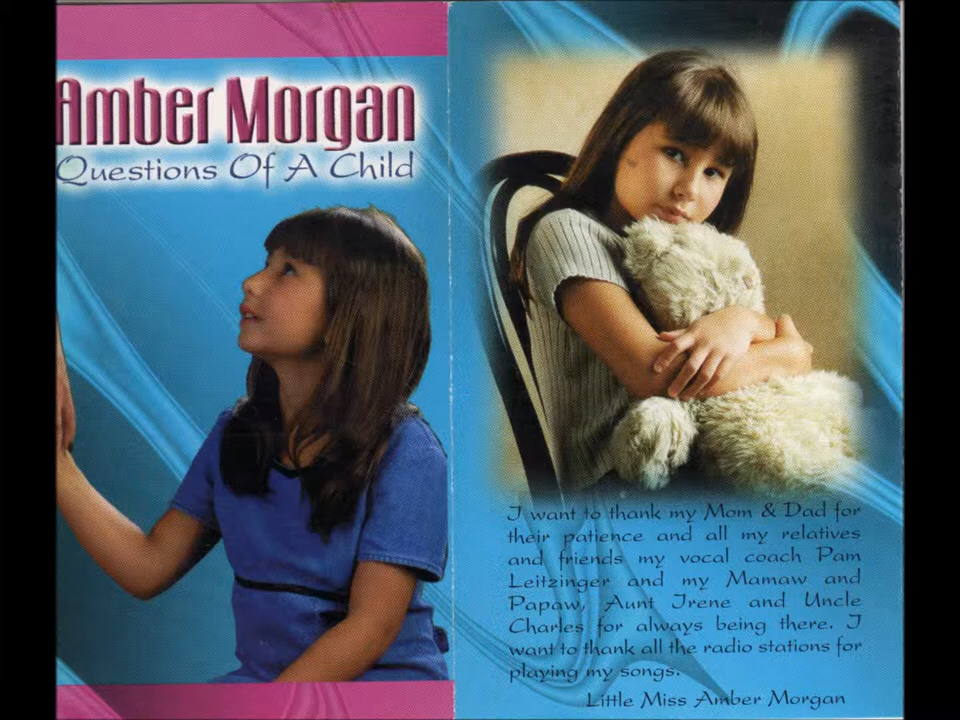 Amber Morgan
Questions Of A Child
I want to thank my Mom & Dad for
their patience and all my relatives
and friends my vocal coach Pam
Leitzinger and my Mamaw and
Papaw, Aunt Irene and Uncle
Charles for always being there. I
want to thank all the radio stations for
playing my songs.
Little Miss Amber Morgan